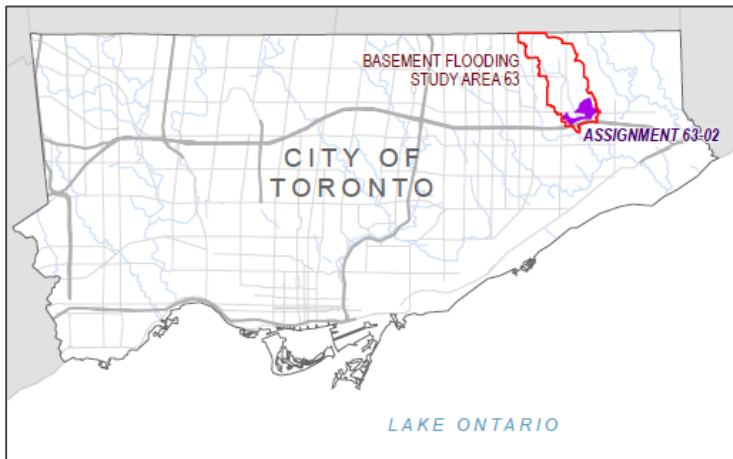 BASEMENT FLOODING
STUDY AREA 63
ASSIGNMENT 63-02
CITY OF
TORONTO
LAKE ONTARIO